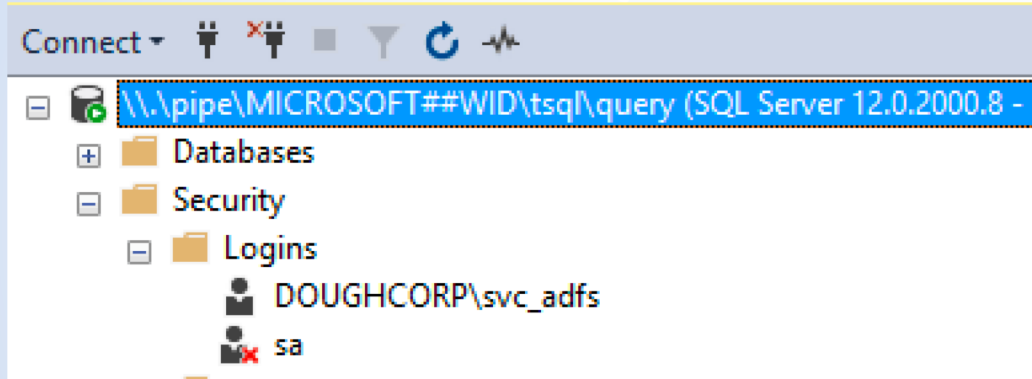 Connect
\\.\pipe\MICROSOFT##WID\tsql\query (SQL Server 12.0.2000.8 -
Databases
Security
Logins
DOUGHCORP\svc_adfs
sa